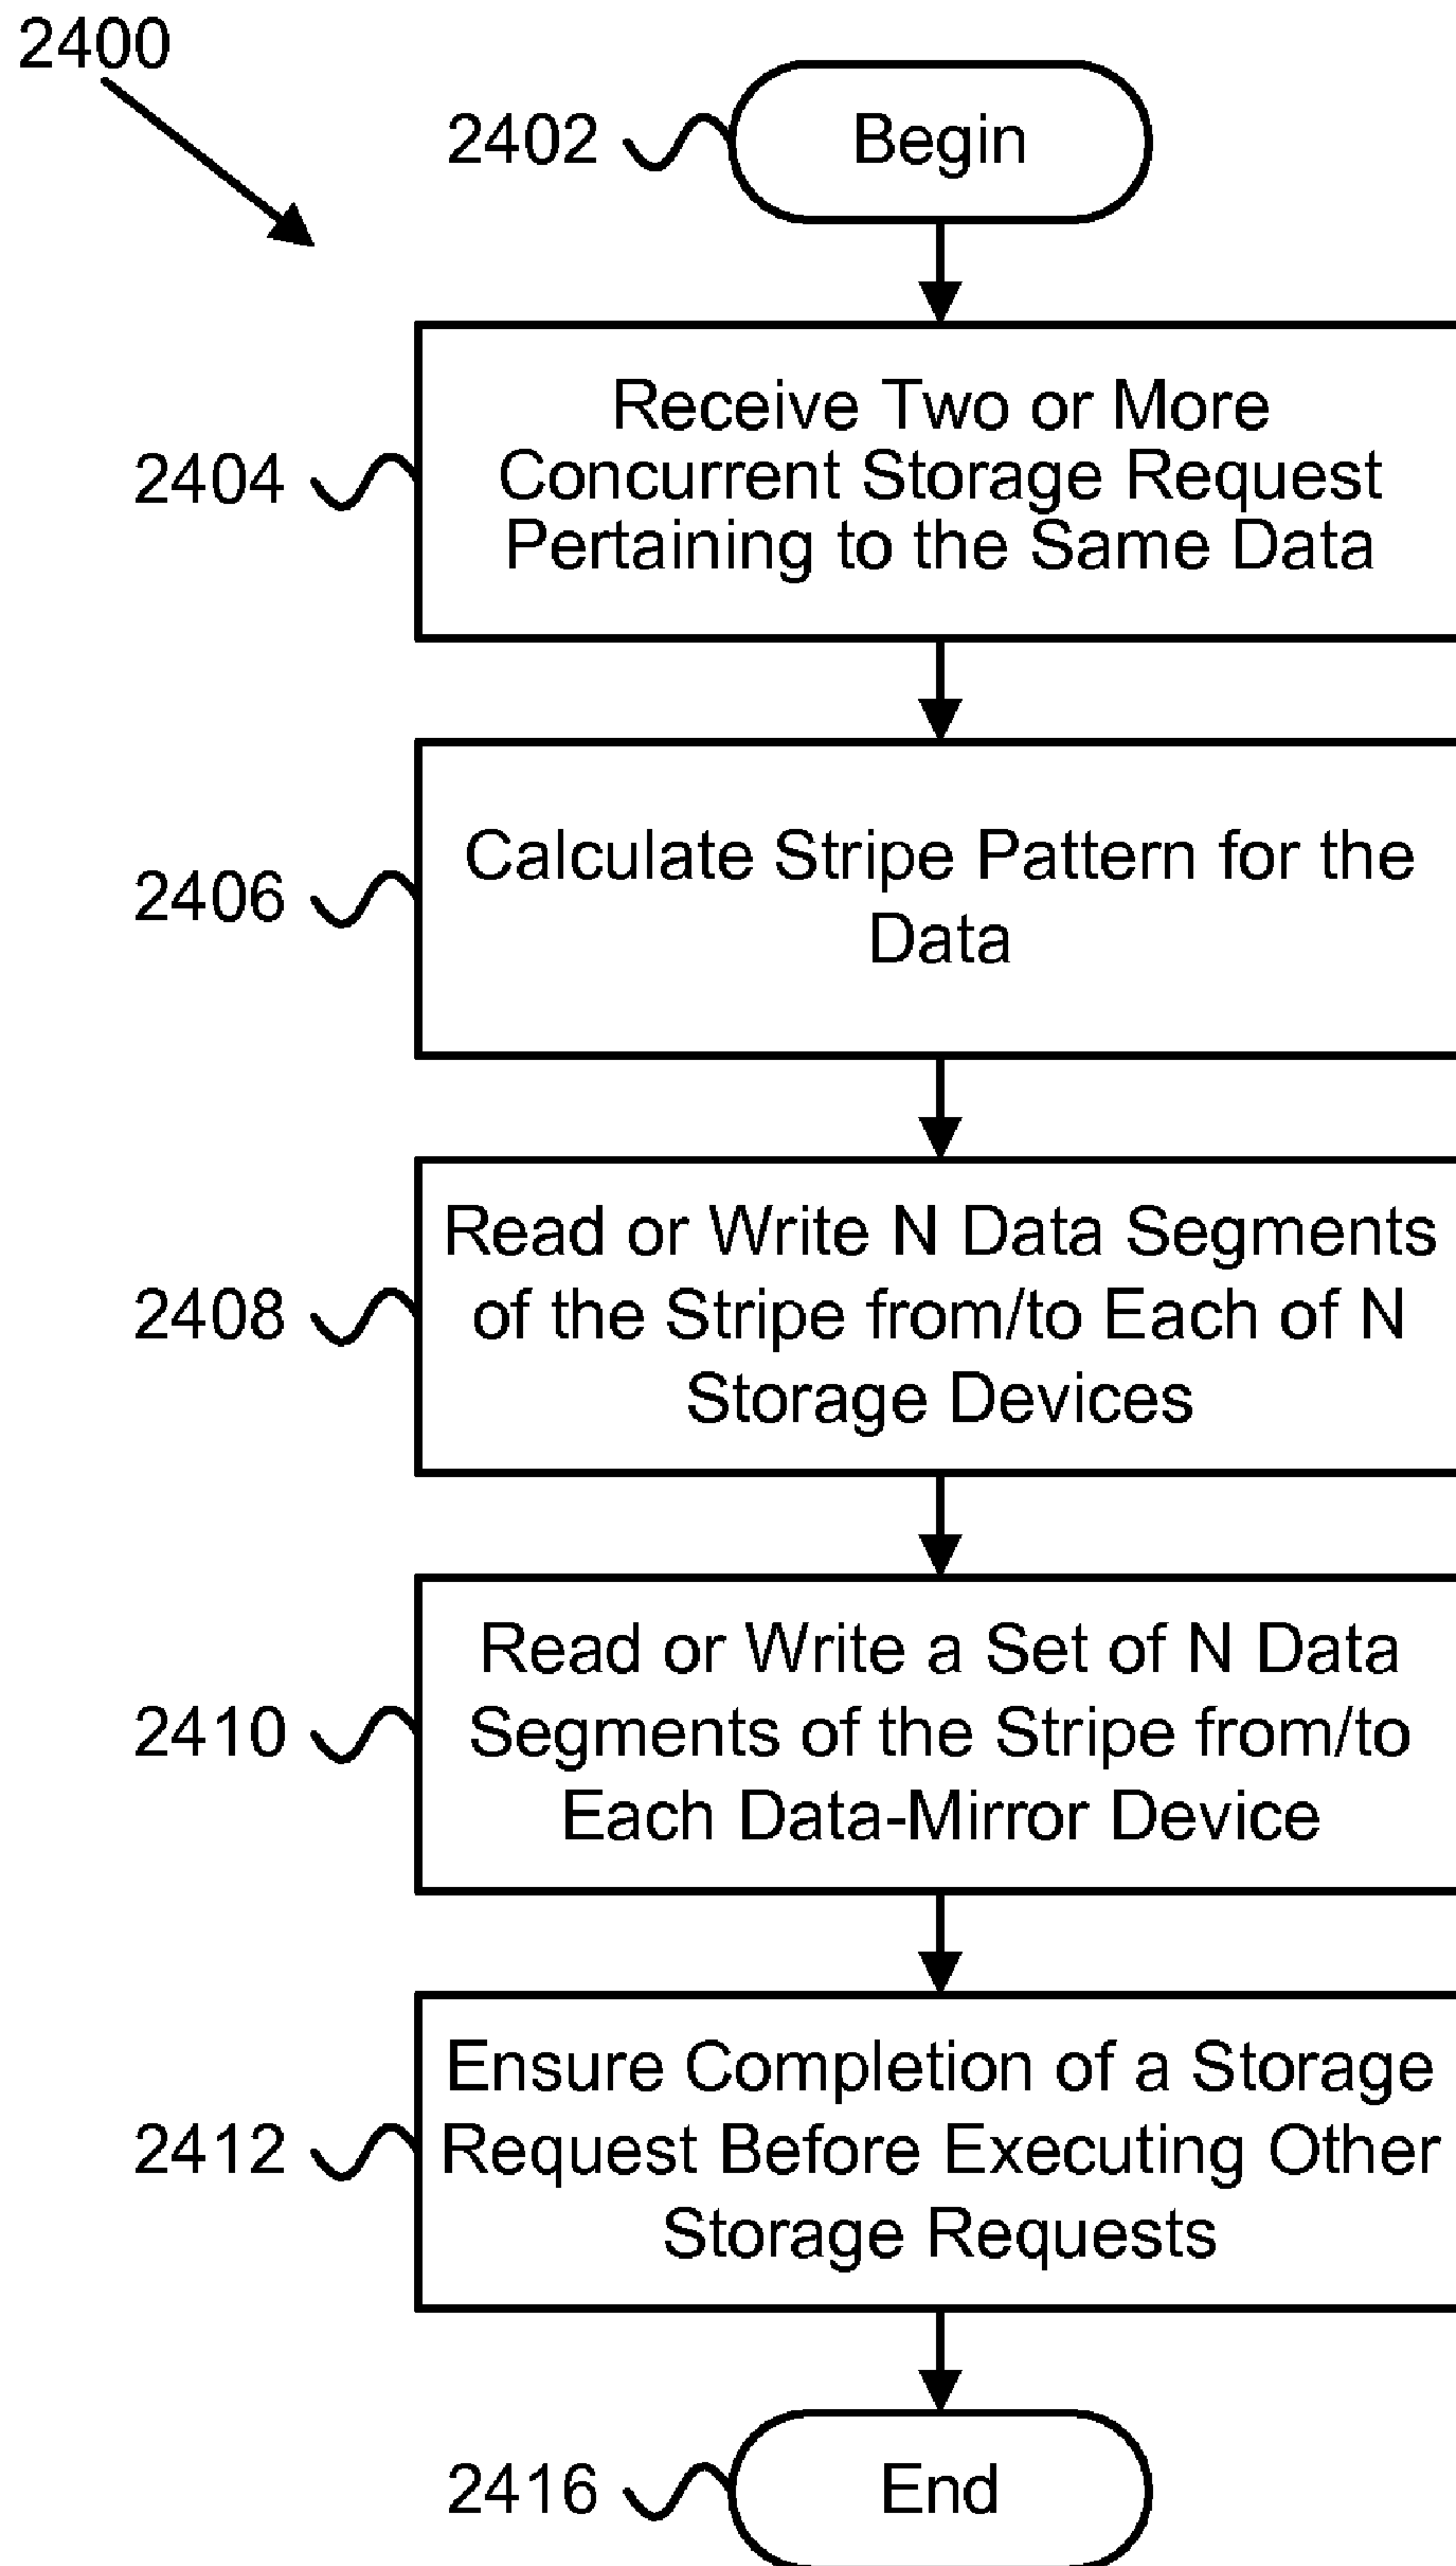 2400
2402
Begin
2404
Receive Two or More
Concurrent Storage Request
Pertaining to the Same Data
2406
Calculate Stripe Pattern for the
Data
2408
Read or Write N Data Segments
of the Stripe from/to Each of N
Storage Devices
2410
Read or Write a Set of N Data
Segments of the Stripe from/to
Each Data-Mirror Device
2412
Ensure Completion of a Storage
Request Before Executing Other
Storage Requests
2416
End